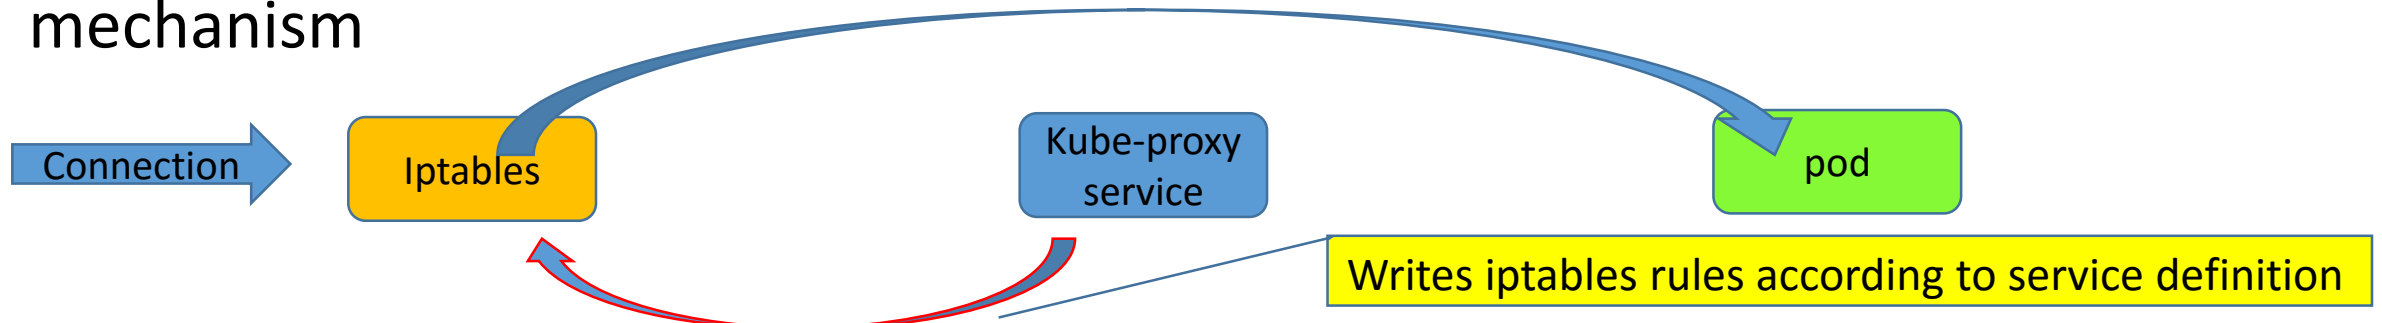 mechanism
Connection
Iptables
Kube-proxy
service
pod
Writes iptables rules according to service definition